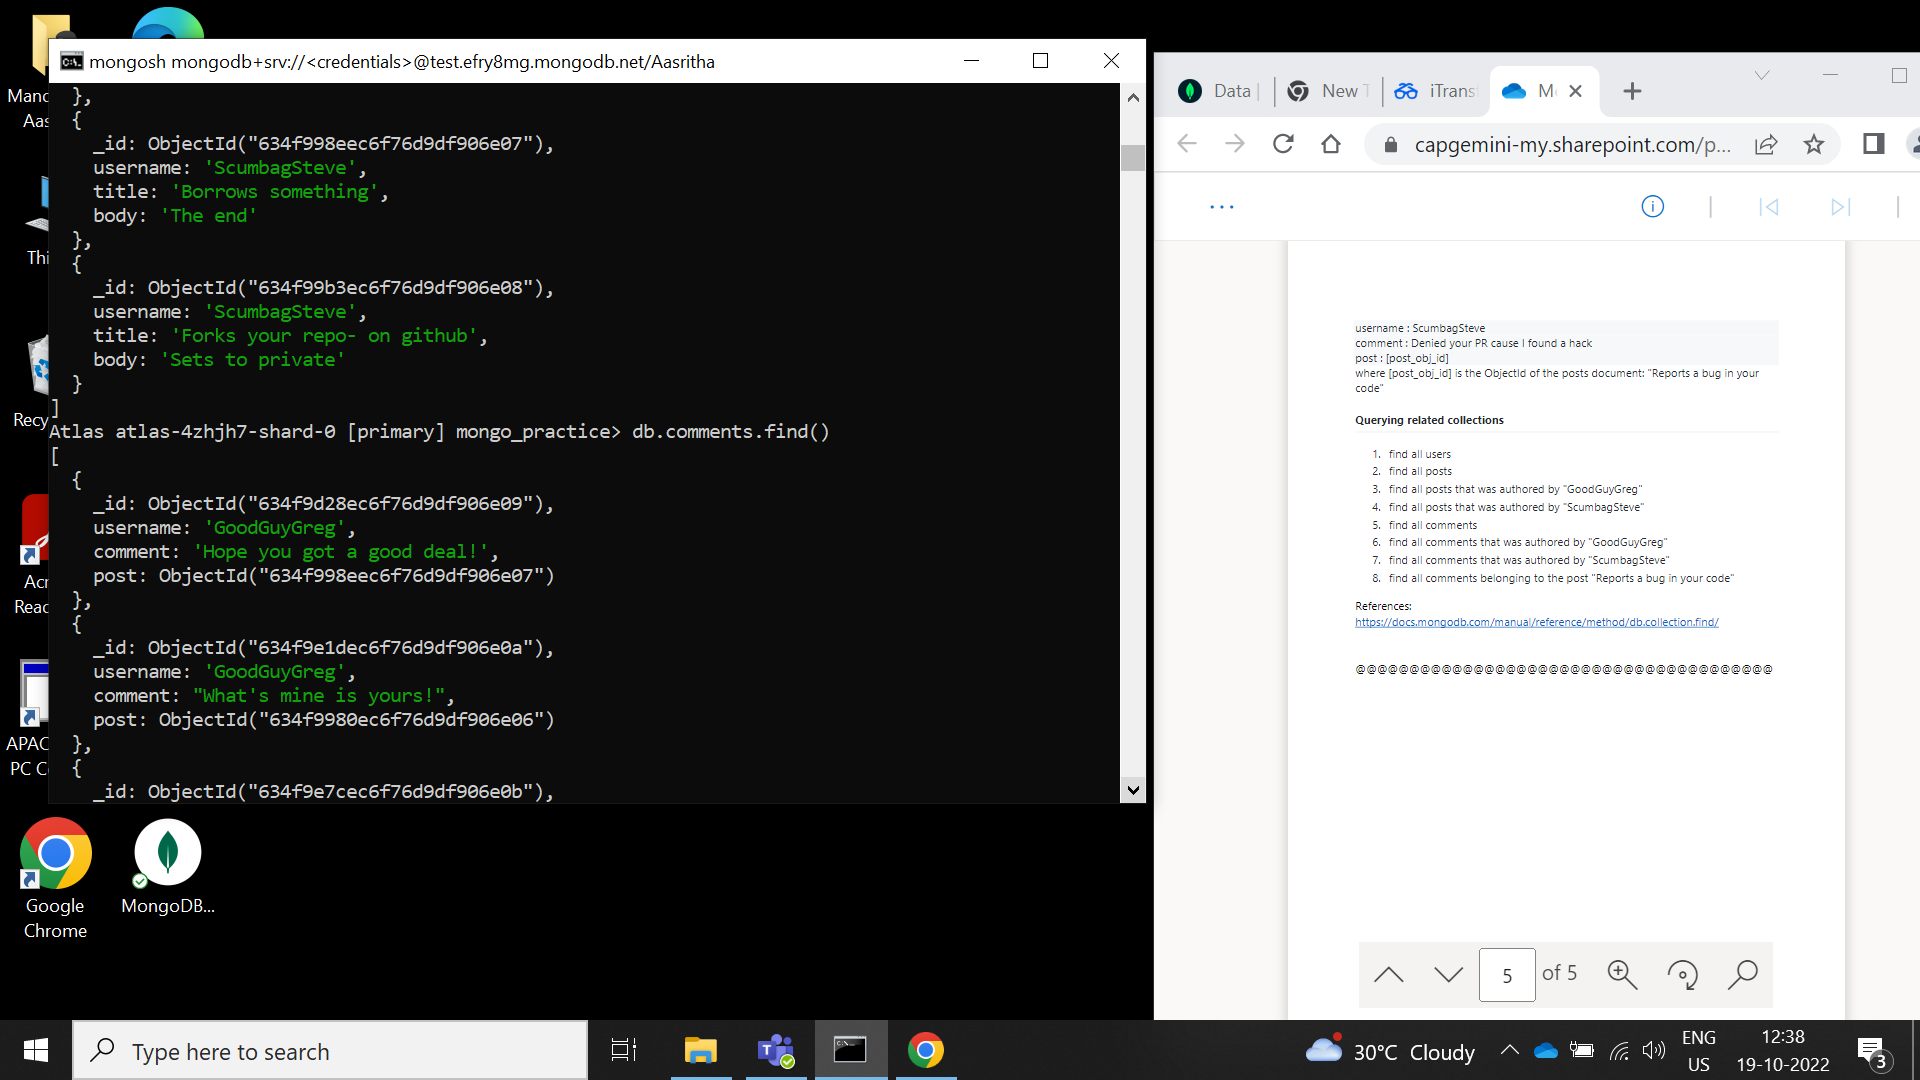 mongosh mongodb+srv://<credentials>@test.efry8mg.mongodb.net/Aasritha
},
{
_id: ObjectId("634f998eec6f76d9df906e07"),
username: 'ScumbagSteve',
title: 'Borrows something',
body: 'The end'
},
{
_id: ObjectId("634f99b3ec6f76d9df906e08"),
username: 'ScumbagSteve',
title: 'Forks your repo- on github',
body: 'Sets to private'
}
]
Atlas atlas-4zhjh7-shard-0 [primary] mongo_practice> db.comments.find()
[
{
_id: ObjectId("634f9d28ec6f76d9df906e09"),
username: 'GoodGuyGreg',
comment: 'Hope you got a good deal!',
post: ObjectId("634f998eec6f76d9df906e07")
},
{
_id: ObjectId("634f9e1dec6f76d9df906e0a"),
username: 'GoodGuyGreg',
comment: "What's mine is yours!",
post: ObjectId("634f9980ec6f76d9df906e06")
},
{
_id: ObjectId("634f9e7cec6f76d9df906e0b"),
Google
Chrome
MongoDB...
Data
New
iTrans
capgemini-my.sharepoint.com/p...
username : ScumbagSteve
comment : Denied your PR cause I found a hack
post : [post_obj_id]
where [post_obj_id] is the ObjectId of the posts document: "Reports a bug in your
code"
Querying related collections
1. find all users
2. find all posts
3. find all posts that was authored by "GoodGuyGreg"
4. find all posts that was authored by "ScumbagSteve"
5. find all comments
6. find all comments that was authored by "GoodGuyGreg"
7. find all comments that was authored by "ScumbagSteve"
8. find all comments belonging to the post "Reports a bug in your code"
References:
https://docs.mongodb.com/manual/reference/method/db.collection.find/
@@@@@@@@@@@@@@@@@@@@@@@@@@@@@@@@@@@@@@@
5 of 5
Type here to search
30°C Cloudy
ENG
US
12:38
19-10-2022
3